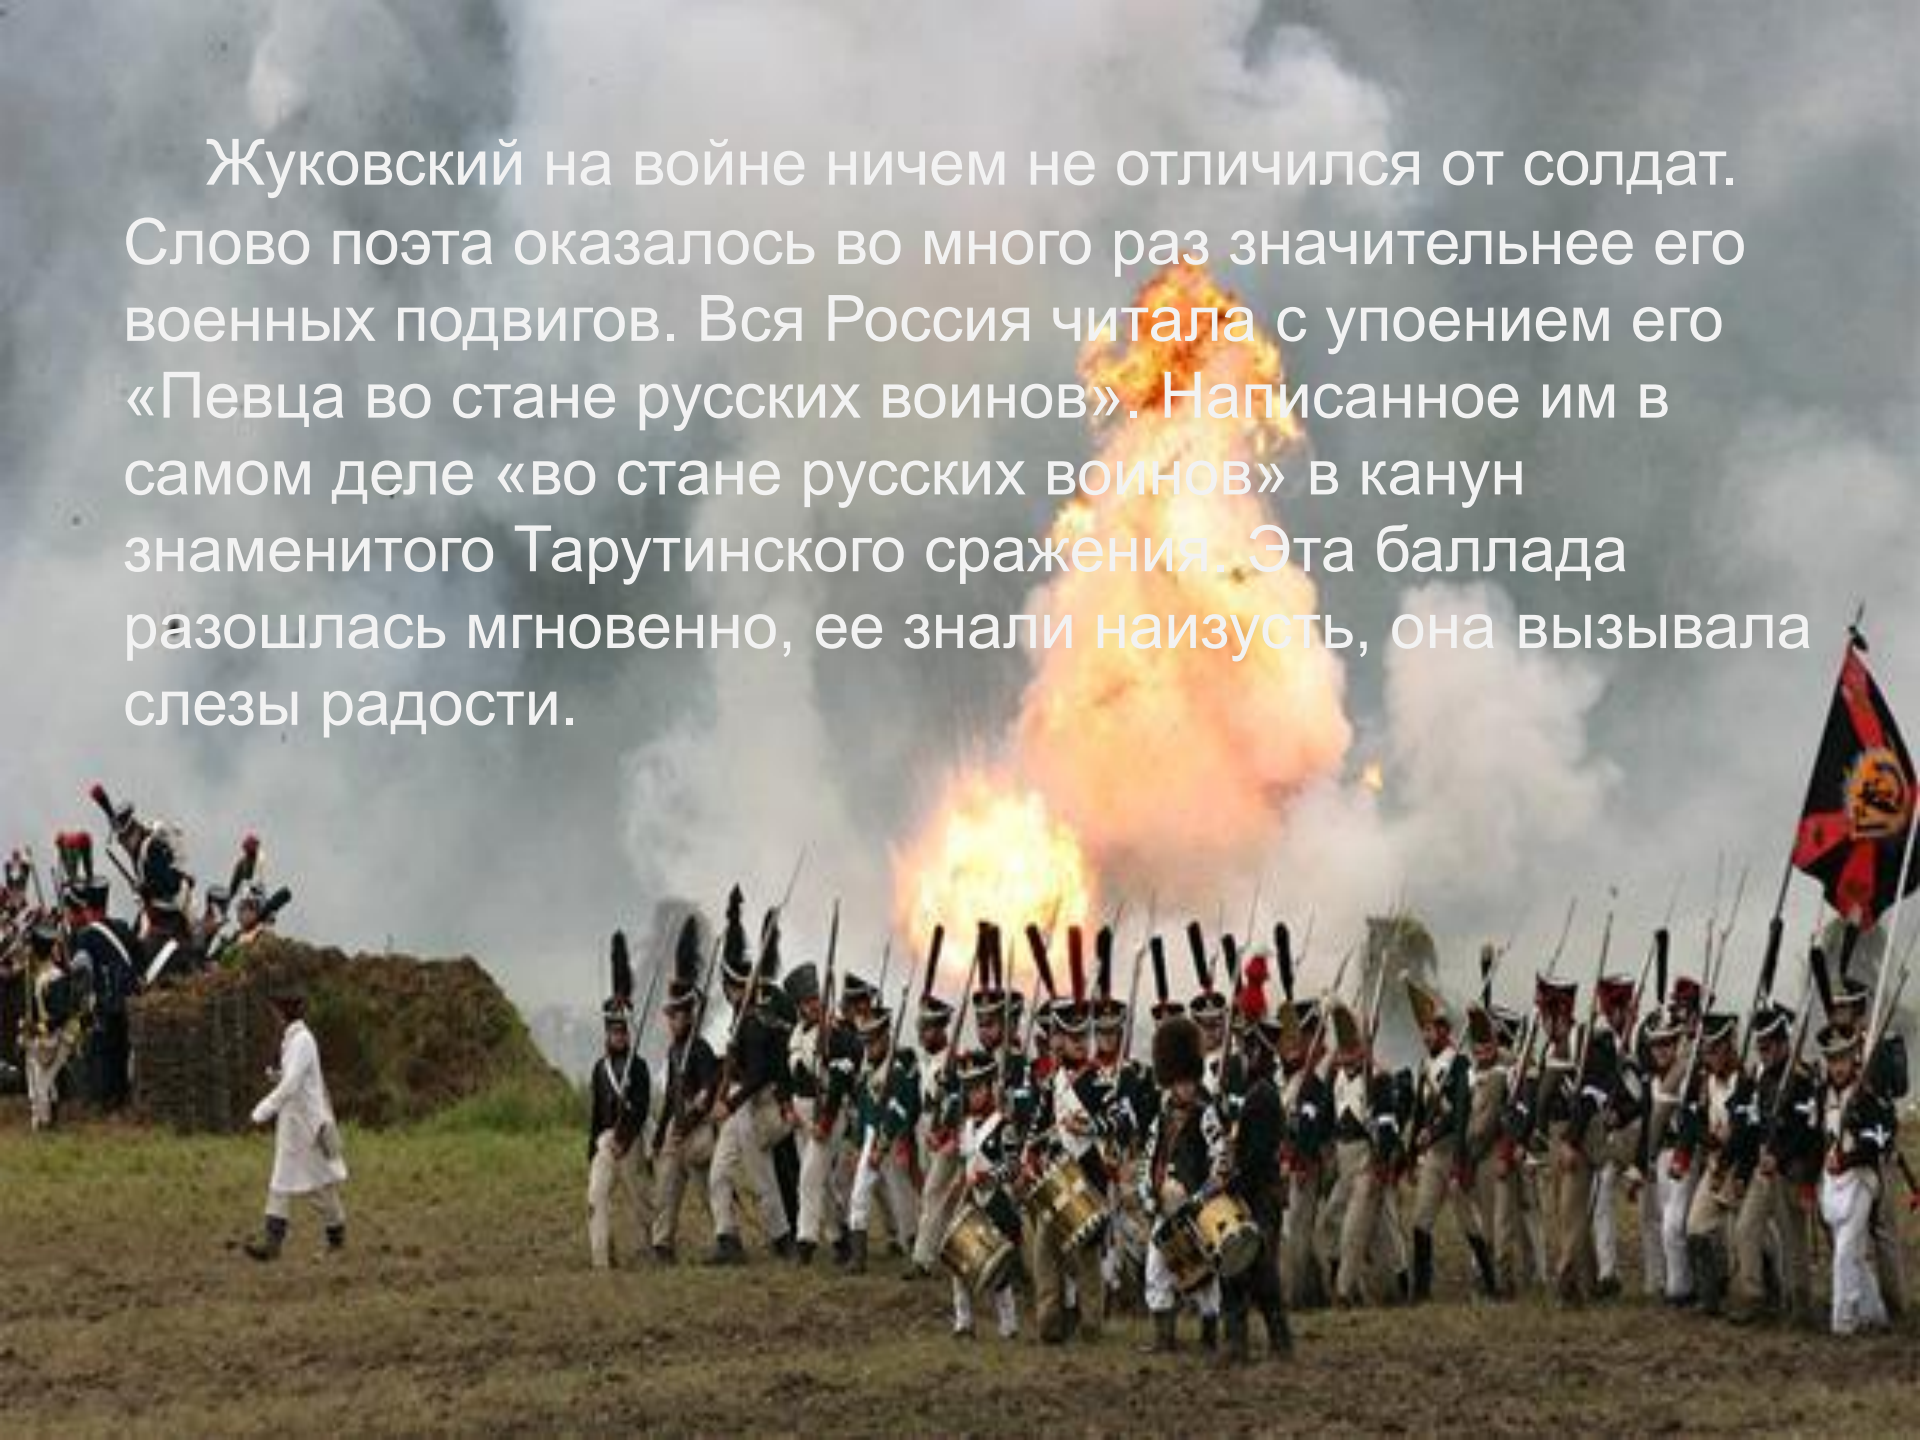 Жуковский на войне ничем не отличился от солдат.
Слово поэта оказалось во много раз значительнее его
военных подвигов. Вся Россия читала с упоением его
«Певца во стане русских воинов». Написанное им в
самом деле «во стане русских воинов» в канун
знаменитого Тарутинского сражения. Эта баллада
разошлась мгновенно, ее знали наизусть, она вызывала
слезы радости.